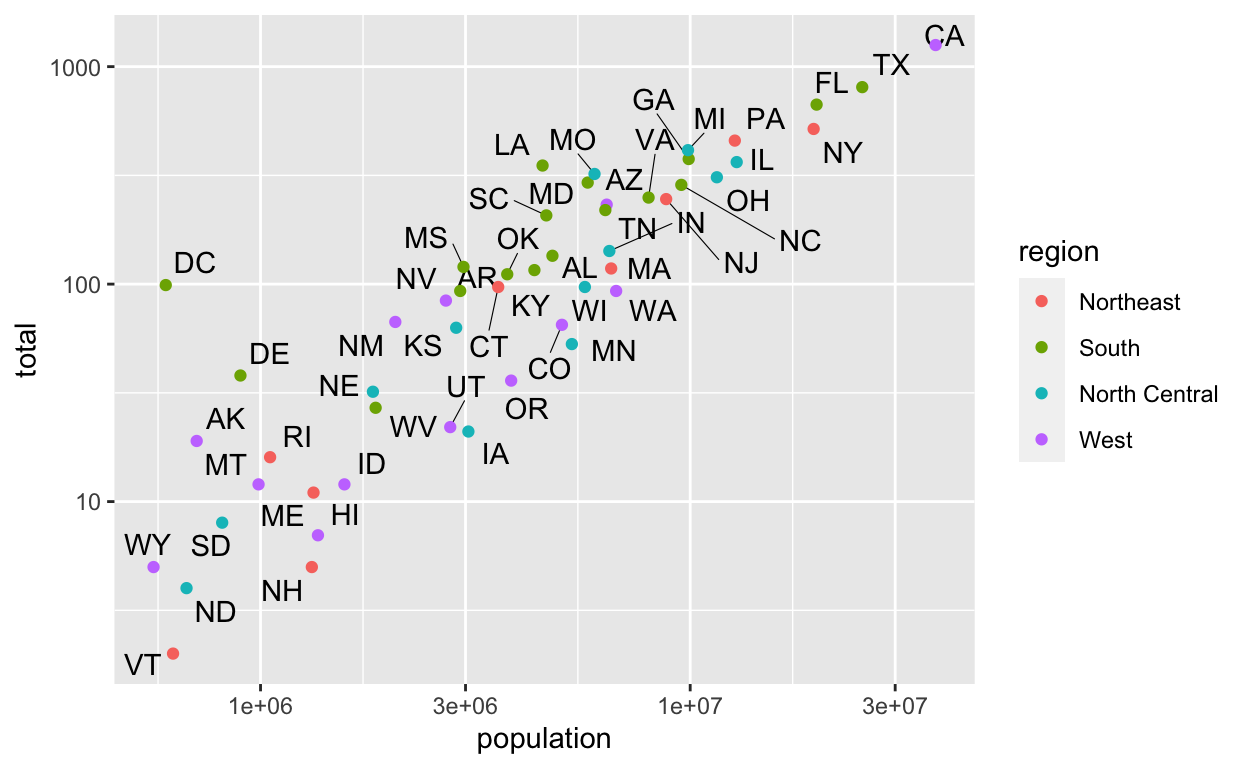 CA
TX
1000
FL
GA
MI
PA
MO
VA
LA
NY
IL
AZ
MD
SC
OH
TN
IN
MS
OK
NC
region
DC
NJ
NV
AR
AL
MA
100
Northeast
KY
WI
WA
total
NM
KS
CT
MN
South
DE
CO
NE
UT
North Central
OR
AK
WV
RI
West
IA
MT
ID
10
ME
HI
WY
SD
NH
ND
VT
1e+06
3e+06
1e+07
3e+07
population